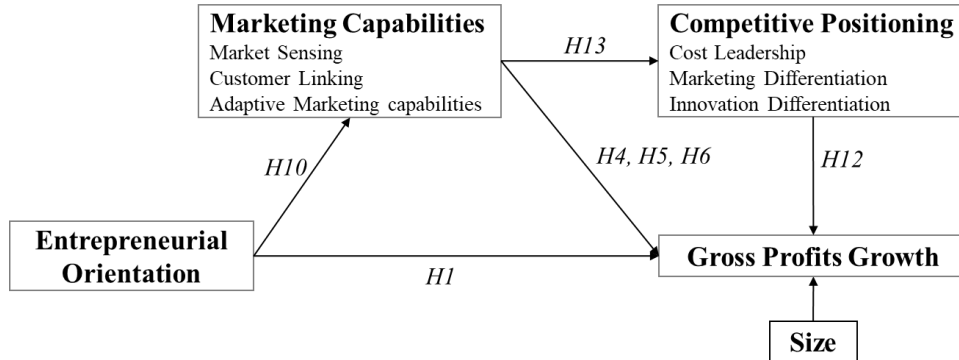 Marketing Capabilities
Market Sensing
Customer Linking
Adaptive Marketing capabilities
H13
Competitive Positioning
Cost Leadership
Marketing Differentiation
Innovation Differentiation
H10
H4, H5, H6
H12
Entrepreneurial
Orientation
H1
Gross Profits Growth
Size